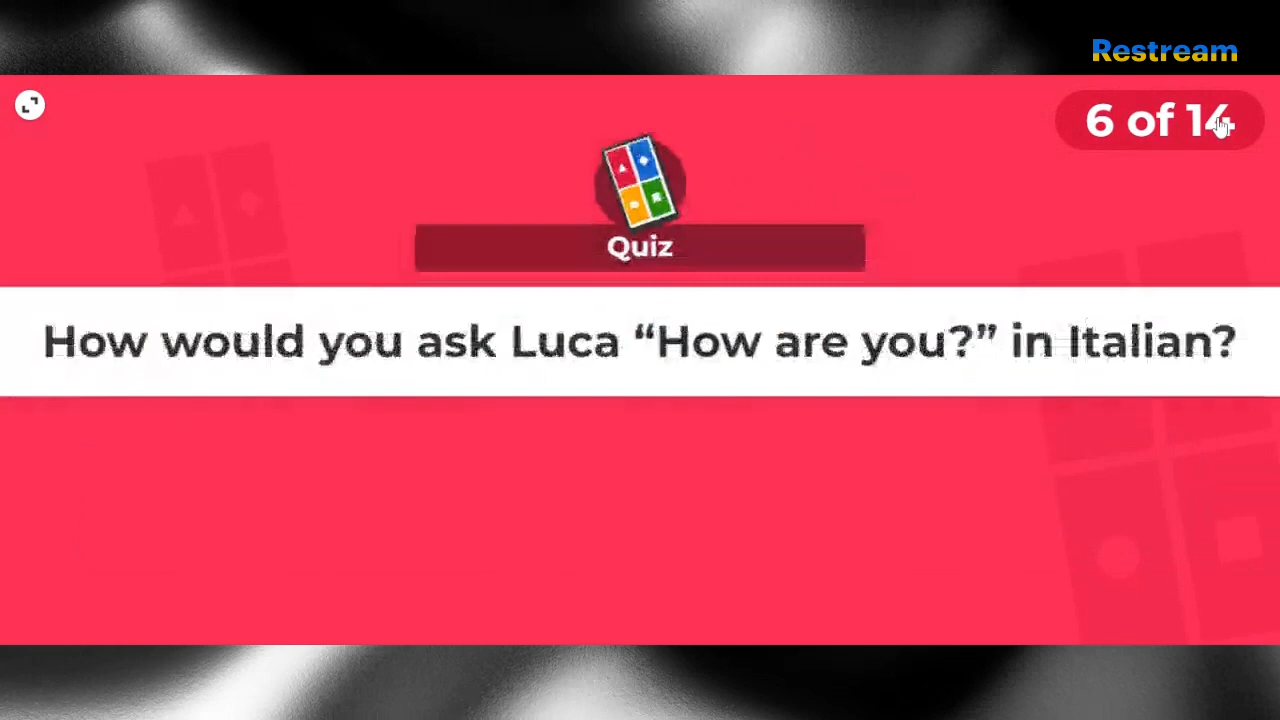 Restream
6 of 14
Quiz
How would you ask Luca “How are you?” in Italian?